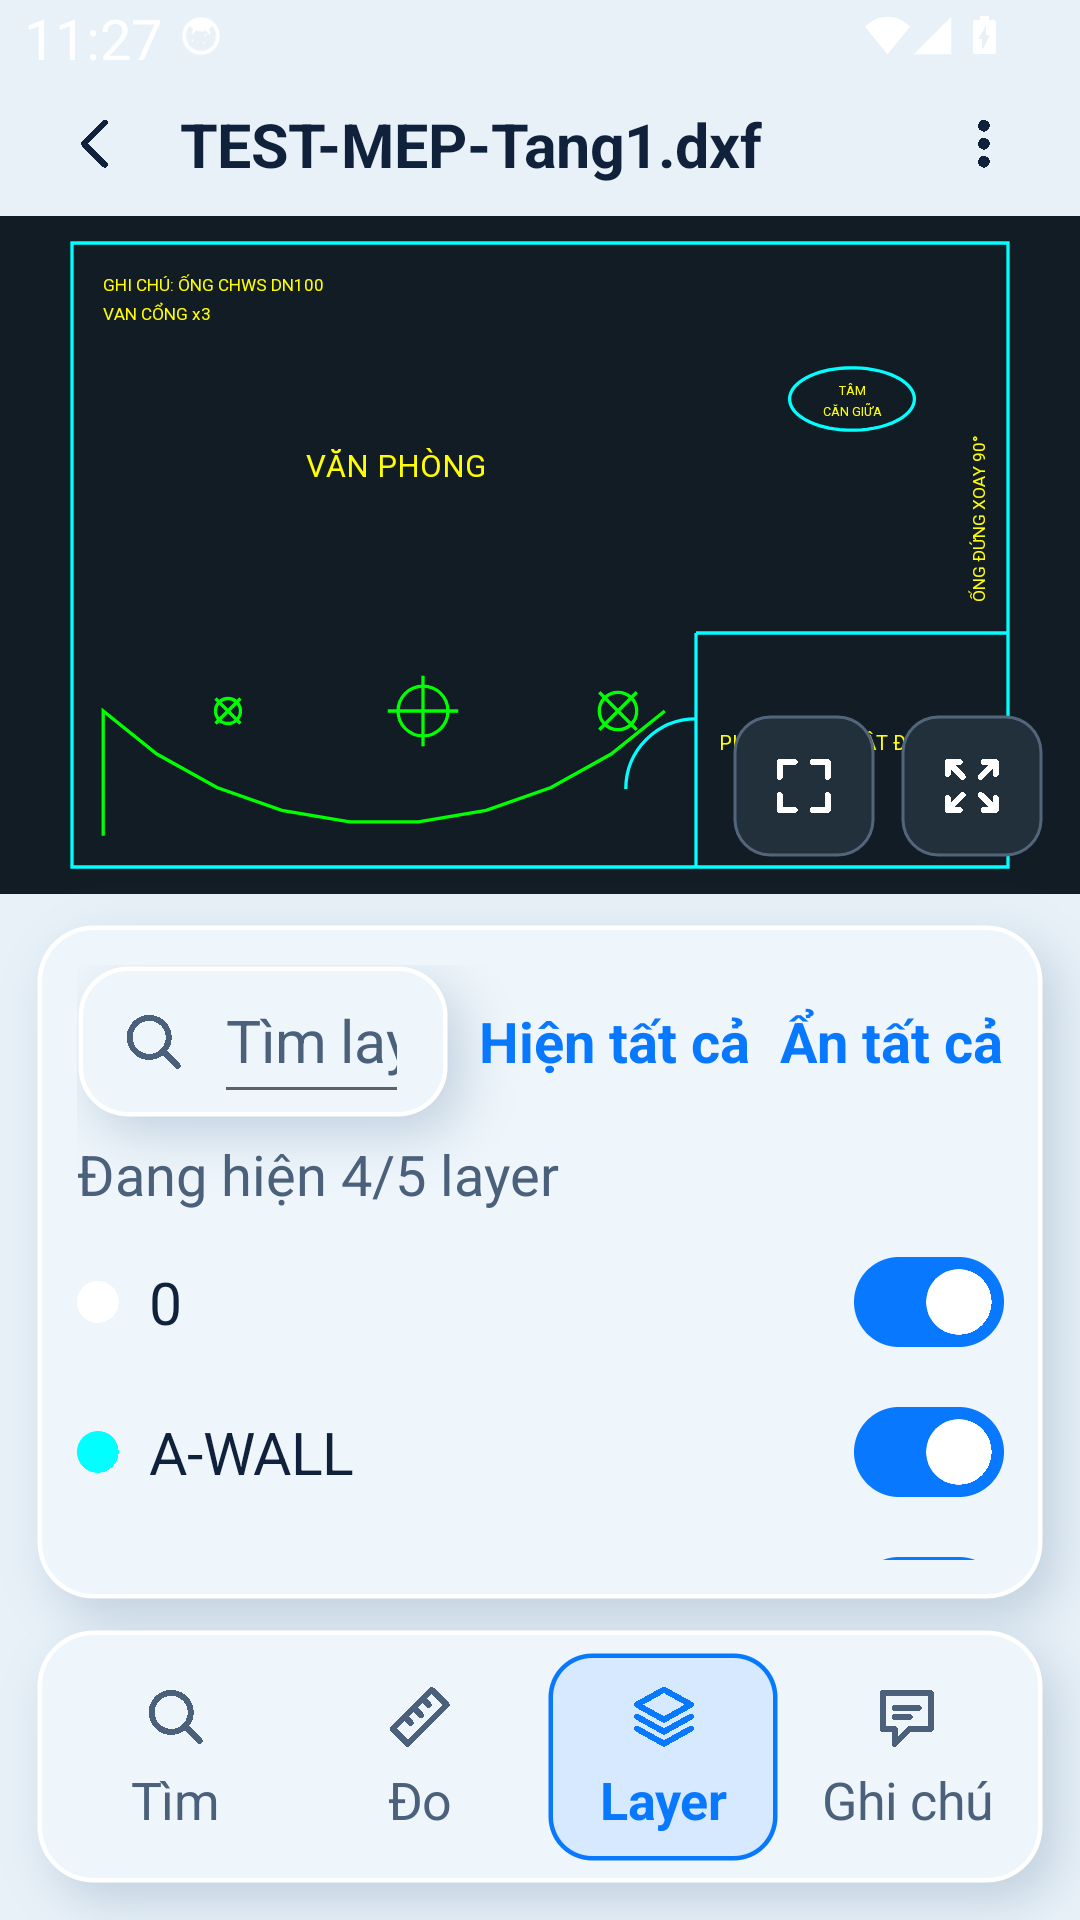 11:27
TEST-MEP-Tang1.dxf
GHI CHÚ: ỐNG CHWS DN100
VAN CỔNG x3
TÂM
CĂN GIỮA
VĂN PHÒNG
ỐNG ĐỨNG XOAY 90°
Tìm lay
Hiện tất cả
Ẩn tất cả
Đang hiện 4/5 layer
0
A-WALL
Tìm
Đo
Layer
Ghi chú